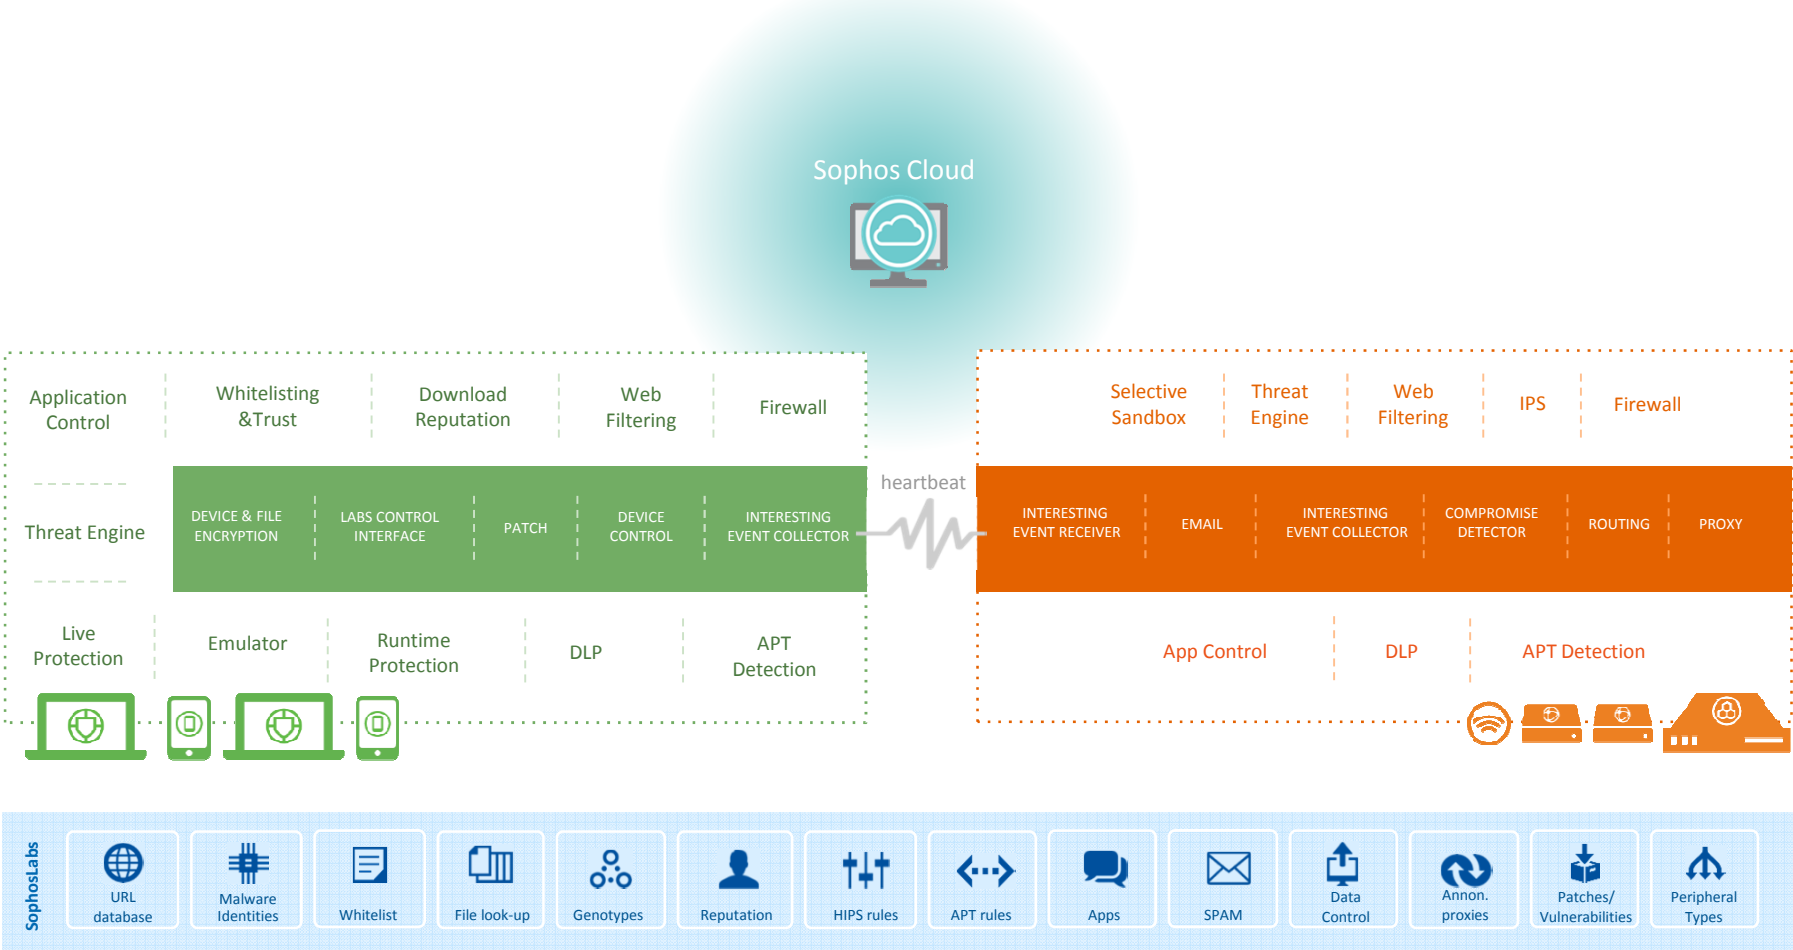 Sophos Cloud
Application
Control
Whitelisting
&Trust
Download
Reputation
Web
Filtering
Firewall
Threat Engine
DEVICE & FILE
ENCRYPTION
LABS CONTROL
INTERFACE
PATCH
DEVICE
CONTROL
INTERESTING
EVENT COLLECTOR
Live
Protection
Emulator
Runtime
Protection
DLP
APT
Detection
heartbeat
Selective
Sandbox
Threat
Engine
Web
Filtering
IPS
Firewall
INTERESTING
EVENT RECEIVER
EMAIL
INTERESTING
EVENT COLLECTOR
COMPROMISE
DETECTOR
ROUTING
PROXY
App Control
DLP
APT Detection
SophosLabs
URL
database
Malware
Identities
Whitelist
File look-up
Genotypes
Reputation
HIPS rules
APT rules
Apps
SPAM
Data
Control
Annon.
proxies
Patches/
Vulnerabilities
Peripheral
Types